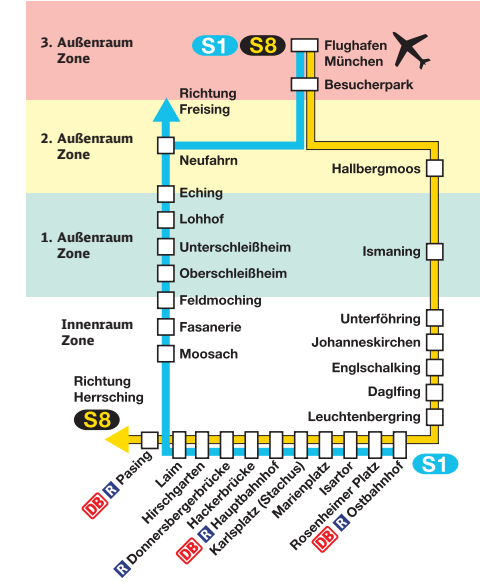 3. Außenraum
Zone
S1 S8
Flughafen
München
Besucherpark
Richtung
Freising
2. Außenraum
Zone
Neufahrn
Hallbergmoos
Eching
Lohhof
1. Außenraum
Zone
Unterschleißheim
Ismaning
Oberschleißheim
Feldmoching
Innenraum
Zone
Fasanerie
Moosach
Unterföhring
Johanneskirchen
Englschalking
Daglfing
Leuchtenbergring
Richtung
Herrsching
S8
S1
DB R Pasing
Laim
Hirschgarten
R Donnersbergerbrücke
Hackerbrücke
DB R Hauptbahnhof
Karlsplatz (Stachus)
Marienplatz
Isartor
Rosenheimer Platz
DB R Ostbahnhof